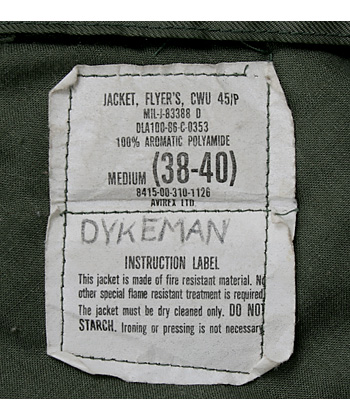 JACKET, FLYER'S, CWU 45/P
MIL-J-83388 D
DLA100-86-C-0353
100% AROMATIC POLYAMIDE
MEDIUM (38-40)
8415-00-310-1126
AVIREX LTD.
DYKEMAN
INSTRUCTION LABEL
This jacket is made of fire resistant material. No
other special flame resistant treatment is required.
The jacket must be dry cleaned only. DO NOT
STARCH. Ironing or pressing is not necessary